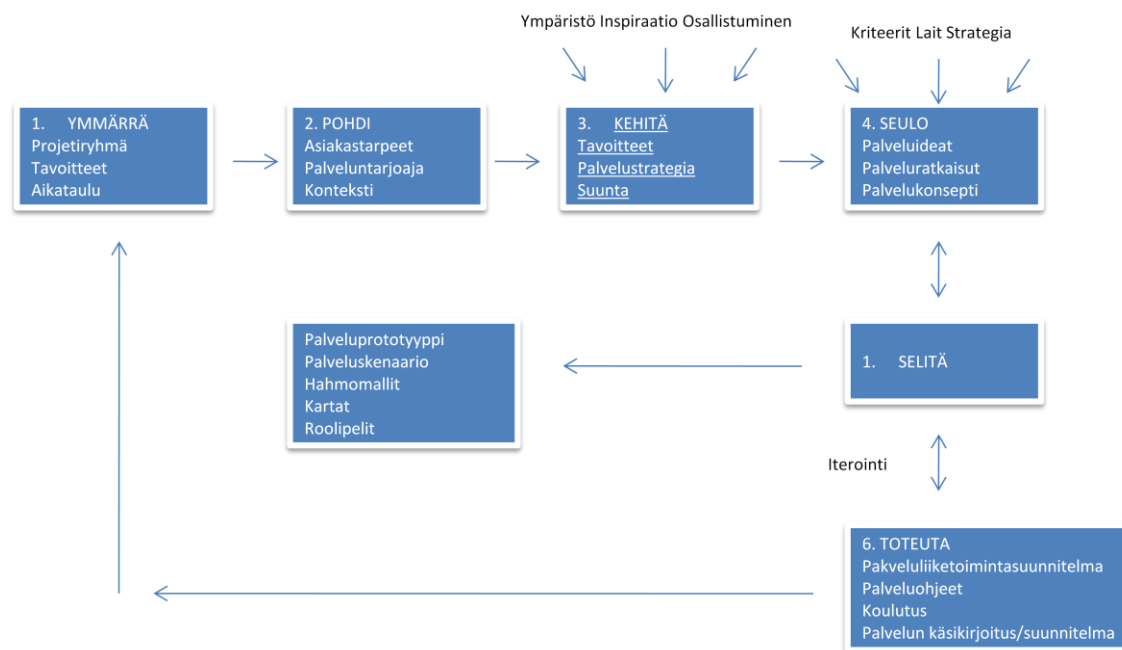 Ympäristö Inspiraatio Osallistuminen
Kriteerit Lait Strategia
1. YMMÄRRÄ
Projetiryhmä
Tavoitteet
Aikataulu
2. POHDI
Asiakastarpeet
Palveluntarjoaja
Konteksti
3. KEHITÄ
Tavoitteet
Palvelustrategia
Suunta
4. SEULO
Palveluideat
Palveluratkaisut
Palvelukonsepti
Palveluprototyyppi
Palveluskenaario
Hahmomallit
Kartat
Roolipelit
1. SELITÄ
Iterointi
6. TOTEUTA
Pakveluliiketoimintasuunnitelma
Palveluohjeet
Koulutus
Palvelun käsikirjoitus/suunnitelma